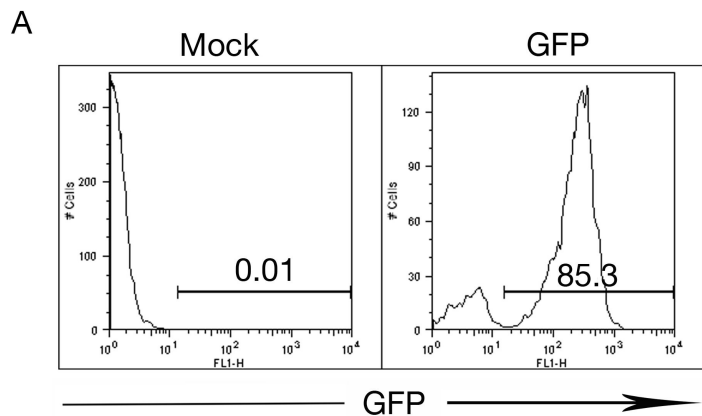 A
Mock GFP
300
200
100
0
# Cells
0.01
10⁰ 10¹ 10² 10³ 10⁴
FL1-H
120
90
60
30
0
# Cells
85.3
10⁰ 10¹ 10² 10³ 10⁴
FL1-H
GFP